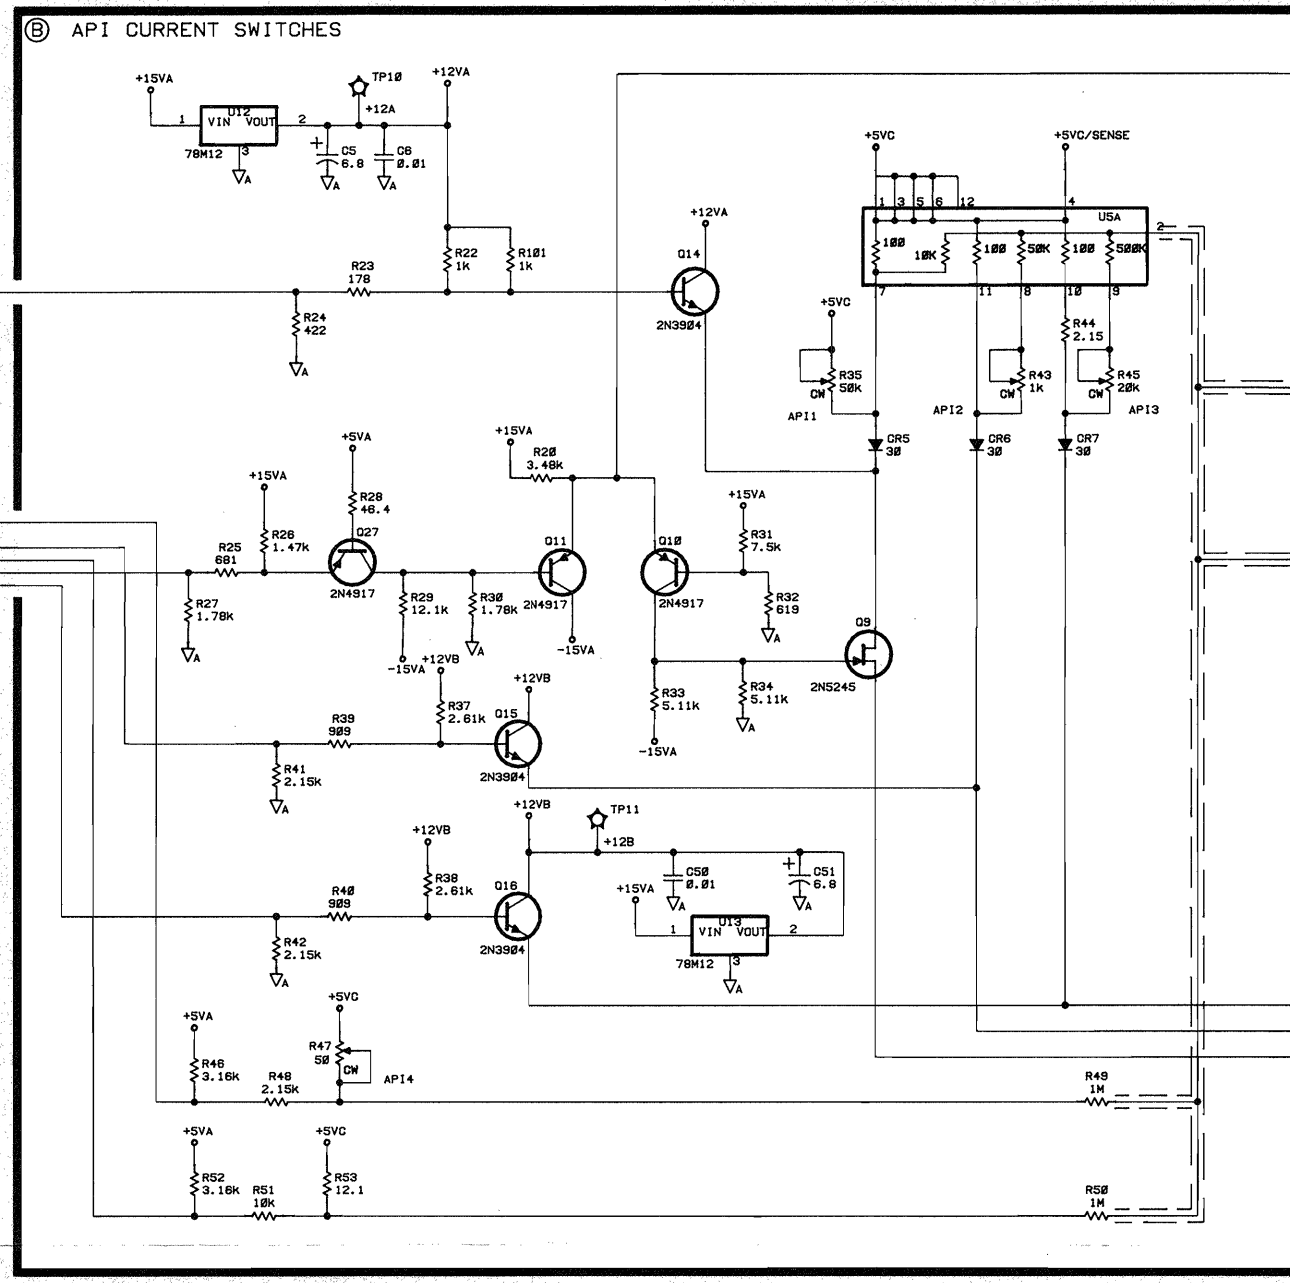 B API CURRENT SWITCHES
+15VA
TP10
+12VA
+12A
U12
1 VIN VOUT 2
78M12
3
A
C5
6.8
A
C6
0.01
A
+5VC
+5VC/SENSE
1 3 5 6 12
4
U5A
2
100
10K
100
50K
100
500K
7
11
8
10
9
+12VA
Q14
2N3904
R22
1k
R101
1k
R23
178
R24
422
A
+5VC
R35
50k
CW
API1
R44
2.15
R43
1k
CW
API2
R45
20k
CW
API3
CR5
30
CR6
30
CR7
30
+5VA
+15VA
R20
3.48k
+15VA
R28
46.4
+15VA
R26
1.47k
Q27
2N4917
R25
681
R27
1.78k
A
R29
12.1k
-15VA
R30
1.78k
A
Q11
2N4917
-15VA
Q10
2N4917
R31
7.5k
R32
619
A
Q9
2N5245
R33
5.11k
-15VA
R34
5.11k
A
+12VB
R37
2.61k
+12VB
Q15
2N3904
R39
909
R41
2.15k
A
+12VB
TP11
+12B
+12VB
R38
2.61k
Q16
2N3904
R40
909
R42
2.15k
A
C50
0.01
A
+
C51
6.8
A
+15VA
U13
1 VIN VOUT 2
78M12
3
A
+5VA
+5VC
R46
3.16k
R47
50
CW
API4
R48
2.15k
R49
1M
+5VA
+5VC
R52
3.16k
R51
10k
R53
12.1
R50
1M